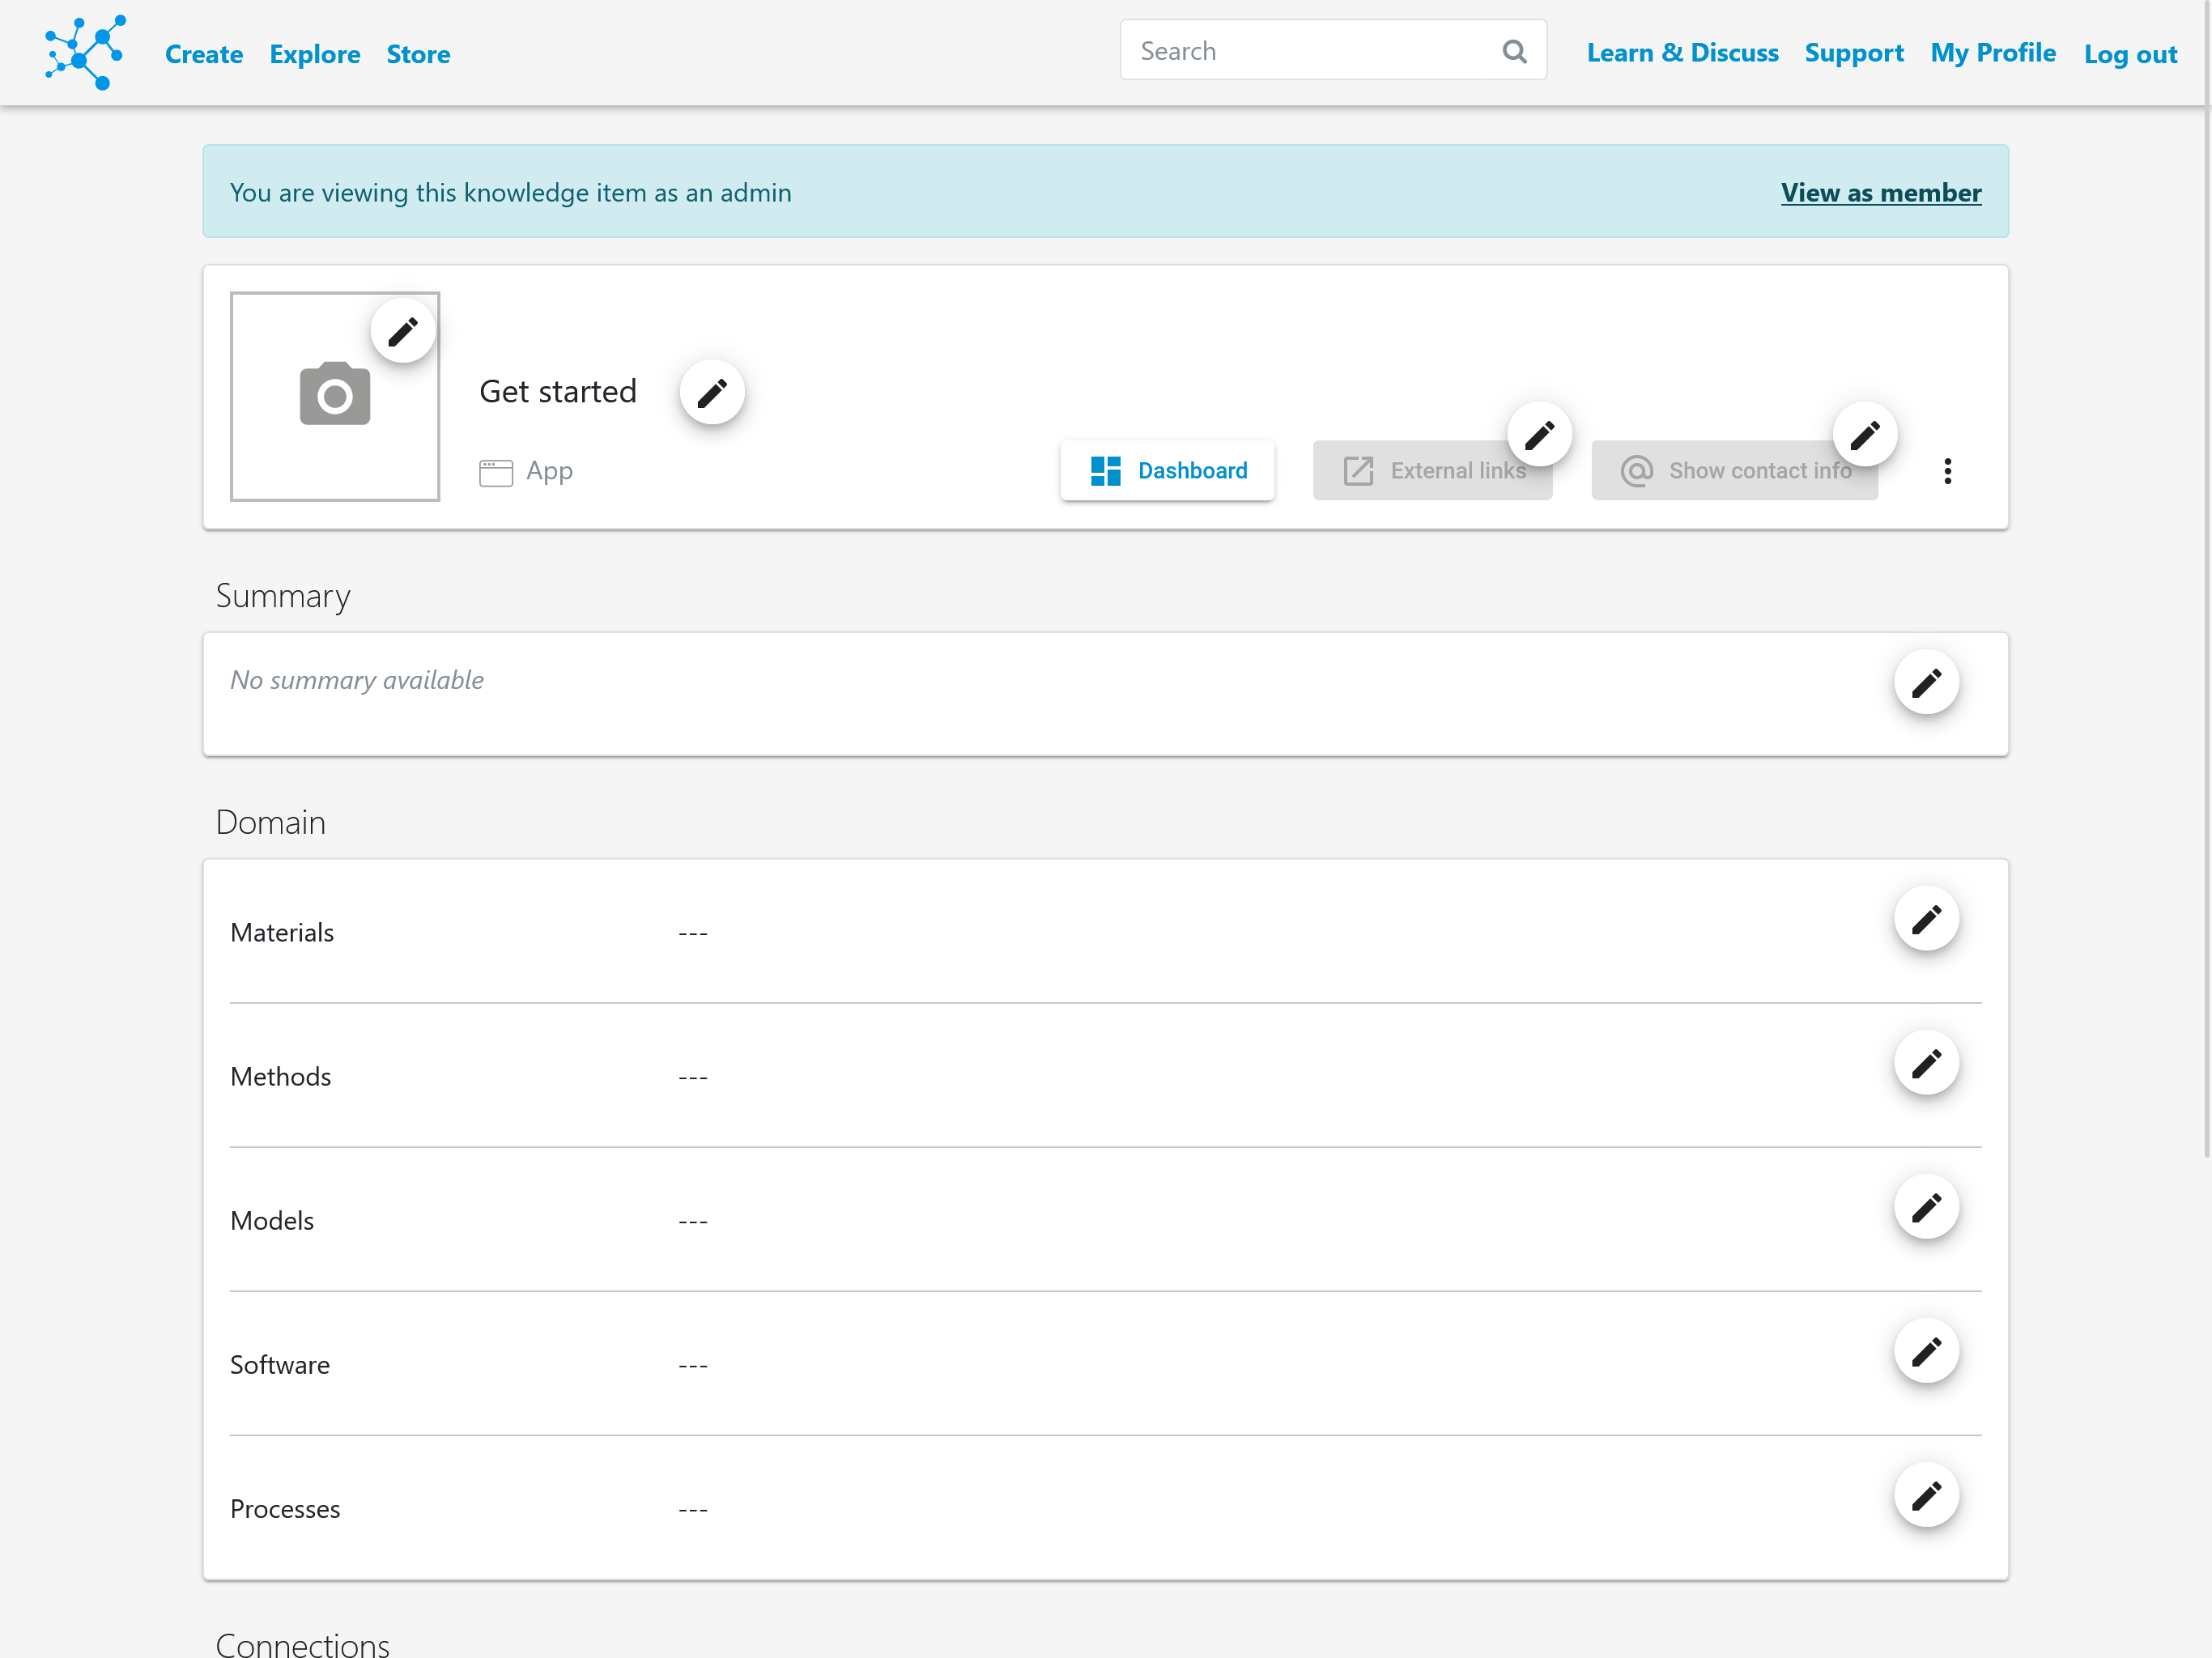 Create Explore Store Search Learn & Discuss Support My Profile Log out
You are viewing this knowledge item as an admin View as member
Get started
App Dashboard External links Show contact info
Summary
No summary available
Domain
Materials ---
Methods ---
Models ---
Software ---
Processes ---
Connections